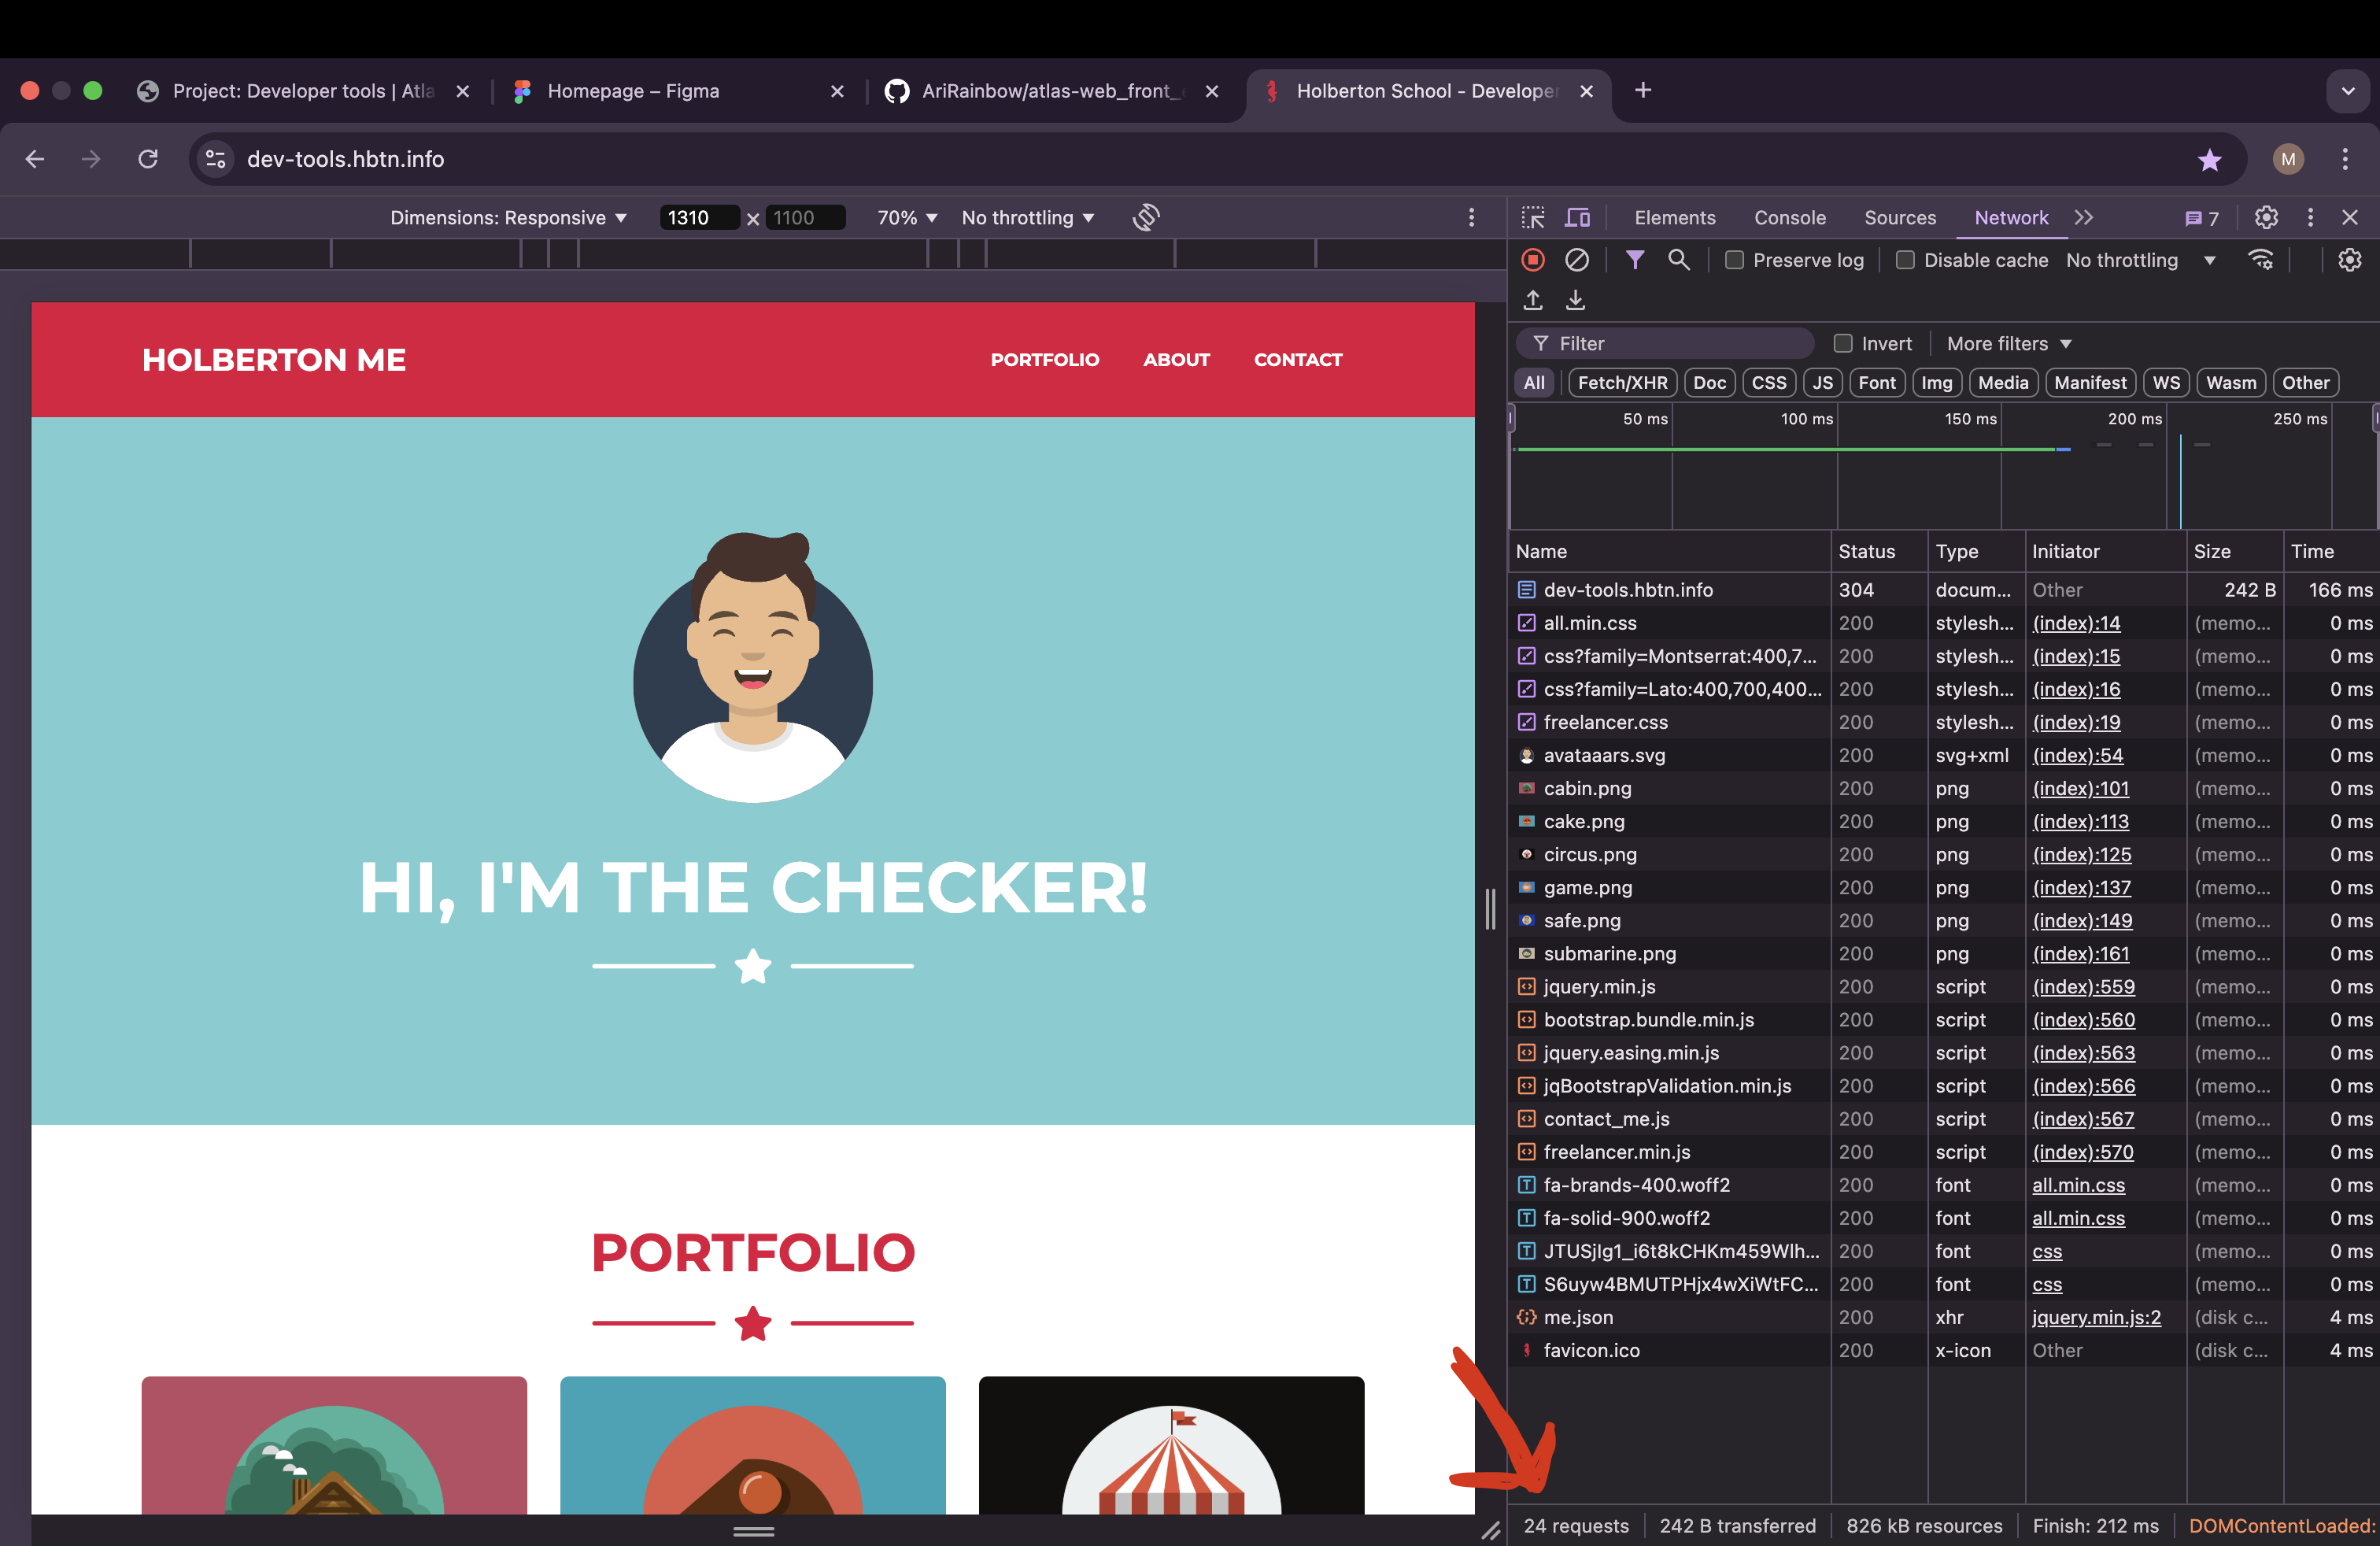 Project: Developer tools | Atla
Homepage – Figma
AriRainbow/atlas-web_front_
Holberton School - Developer
dev-tools.hbtn.info
M
Dimensions: Responsive
1310 × 1100
70%
No throttling
Elements Console Sources Network
7
Preserve log
Disable cache No throttling
Filter
Invert
More filters
All Fetch/XHR Doc CSS JS Font Img Media Manifest WS Wasm Other
50 ms 100 ms 150 ms 200 ms 250 ms
Name Status Type Initiator Size Time
dev-tools.hbtn.info 304 docum... Other 242 B 166 ms
all.min.css 200 stylesh... (index):14 (memo... 0 ms
css?family=Montserrat:400,7... 200 stylesh... (index):15 (memo... 0 ms
css?family=Lato:400,700,400... 200 stylesh... (index):16 (memo... 0 ms
freelancer.css 200 stylesh... (index):19 (memo... 0 ms
avataaars.svg 200 svg+xml (index):54 (memo... 0 ms
cabin.png 200 png (index):101 (memo... 0 ms
cake.png 200 png (index):113 (memo... 0 ms
circus.png 200 png (index):125 (memo... 0 ms
game.png 200 png (index):137 (memo... 0 ms
safe.png 200 png (index):149 (memo... 0 ms
submarine.png 200 png (index):161 (memo... 0 ms
jquery.min.js 200 script (index):559 (memo... 0 ms
bootstrap.bundle.min.js 200 script (index):560 (memo... 0 ms
jquery.easing.min.js 200 script (index):563 (memo... 0 ms
jqBootstrapValidation.min.js 200 script (index):566 (memo... 0 ms
contact_me.js 200 script (index):567 (memo... 0 ms
freelancer.min.js 200 script (index):570 (memo... 0 ms
fa-brands-400.woff2 200 font all.min.css (memo... 0 ms
fa-solid-900.woff2 200 font all.min.css (memo... 0 ms
JTUSjIg1_i6t8kCHKm459Wlh... 200 font css (memo... 0 ms
S6uyw4BMUTPHjx4wXiWtFC... 200 font css (memo... 0 ms
me.json 200 xhr jquery.min.js:2 (disk c... 4 ms
favicon.ico 200 x-icon Other (disk c... 4 ms
24 requests 242 B transferred 826 kB resources Finish: 212 ms DOMContentLoaded:
HOLBERTON ME
PORTFOLIO ABOUT CONTACT
HI, I'M THE CHECKER!
PORTFOLIO